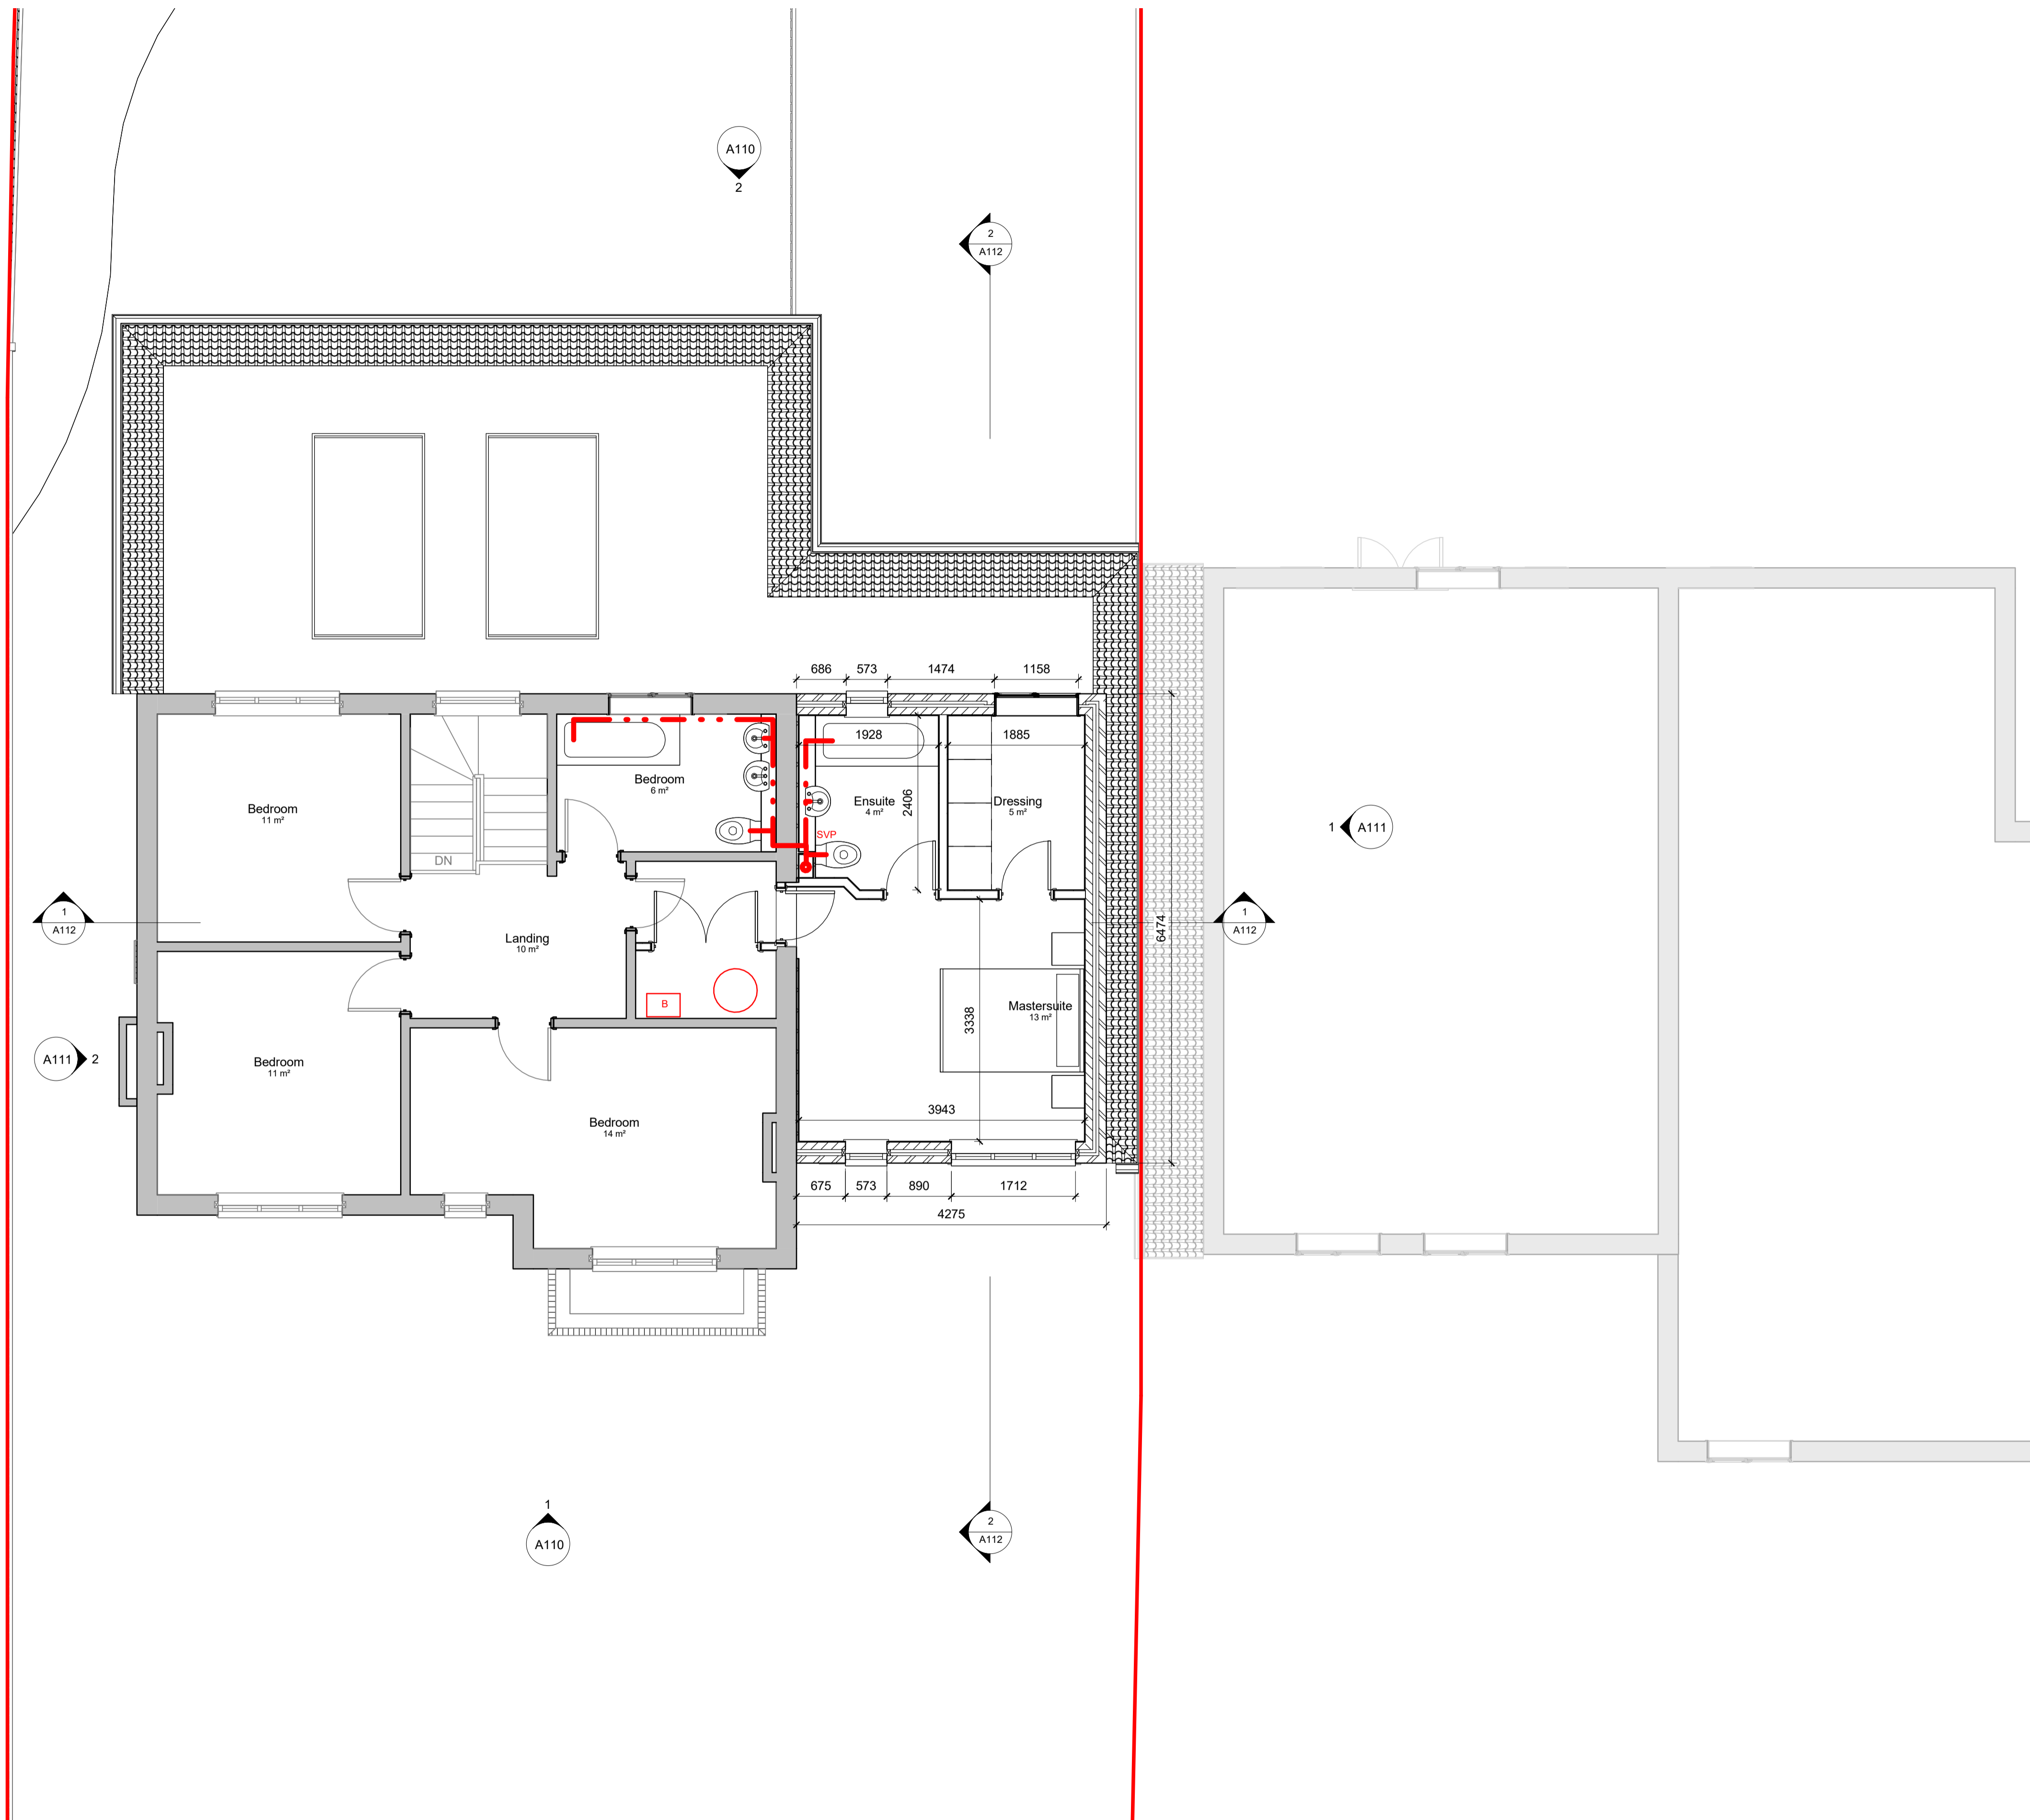 A110
2
2
A112
686
573
1474
1158
1928
1885
Bedroom
6 m²
Ensuite
4 m²
2406
Dressing
5 m²
Bedroom
11 m²
SVP
DN
1
A111
1
A112
Landing
10 m²
6474
1
A112
B
Mastersuite
13 m²
3338
A111
2
Bedroom
11 m²
Bedroom
14 m²
3943
675
573
890
1712
4275
1
A110
2
A112